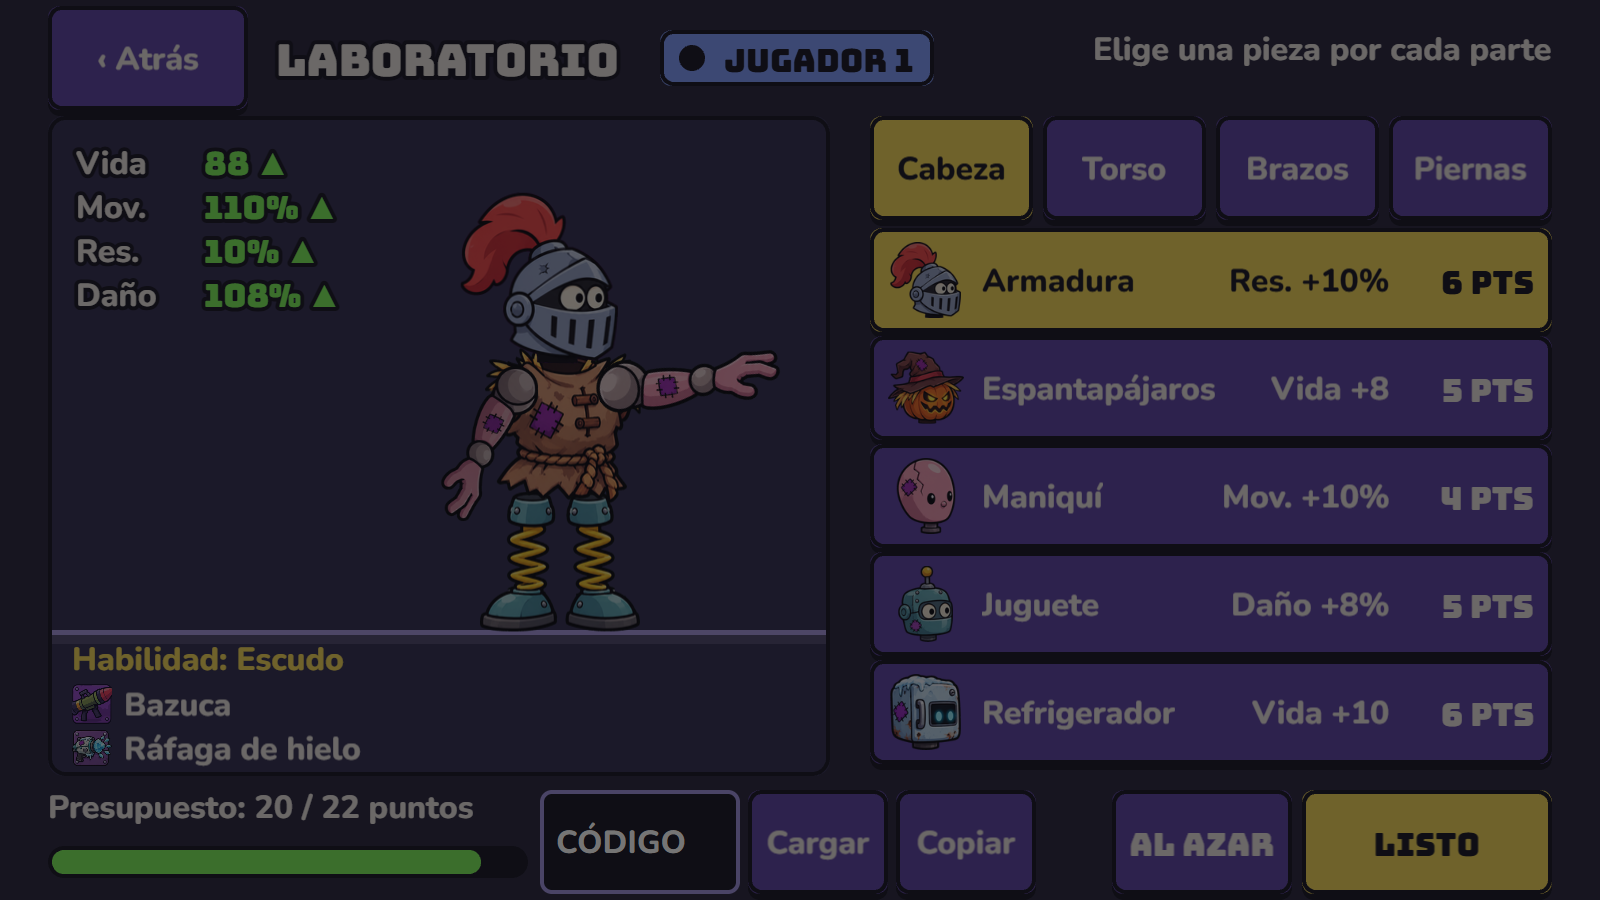 ‹ Atrás
LABORATORIO
JUGADOR 1
Elige una pieza por cada parte
Vida 88 ▲
Mov. 110% ▲
Res. 10% ▲
Daño 108% ▲
Habilidad: Escudo
Bazuca
Ráfaga de hielo
Cabeza
Torso
Brazos
Piernas
Armadura Res. +10% 6 PTS
Espantapájaros Vida +8 5 PTS
Maniquí Mov. +10% 4 PTS
Juguete Daño +8% 5 PTS
Refrigerador Vida +10 6 PTS
Presupuesto: 20 / 22 puntos
CÓDIGO
Cargar
Copiar
AL AZAR
LISTO